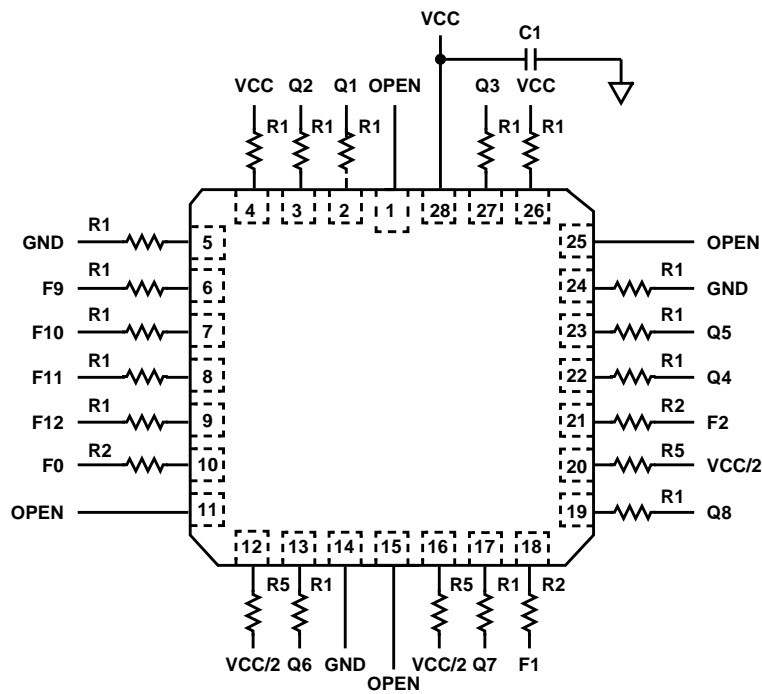 VCC
C1
VCC Q2 Q1 OPEN Q3 VCC
R1 R1 R1 R1 R1
4 3 2 1 28 27 26
GND R1 5 25 OPEN
F9 R1 6 24 R1 GND
F10 R1 7 23 R1 Q5
F11 R1 8 22 R1 Q4
F12 R1 9 21 R2 F2
F0 R2 10 20 R5 VCC/2
OPEN 11 19 R1 Q8
12 13 14 15 16 17 18
R5 R1 R5 R1 R2
VCC/2 Q6 GND VCC/2 Q7 F1
OPEN